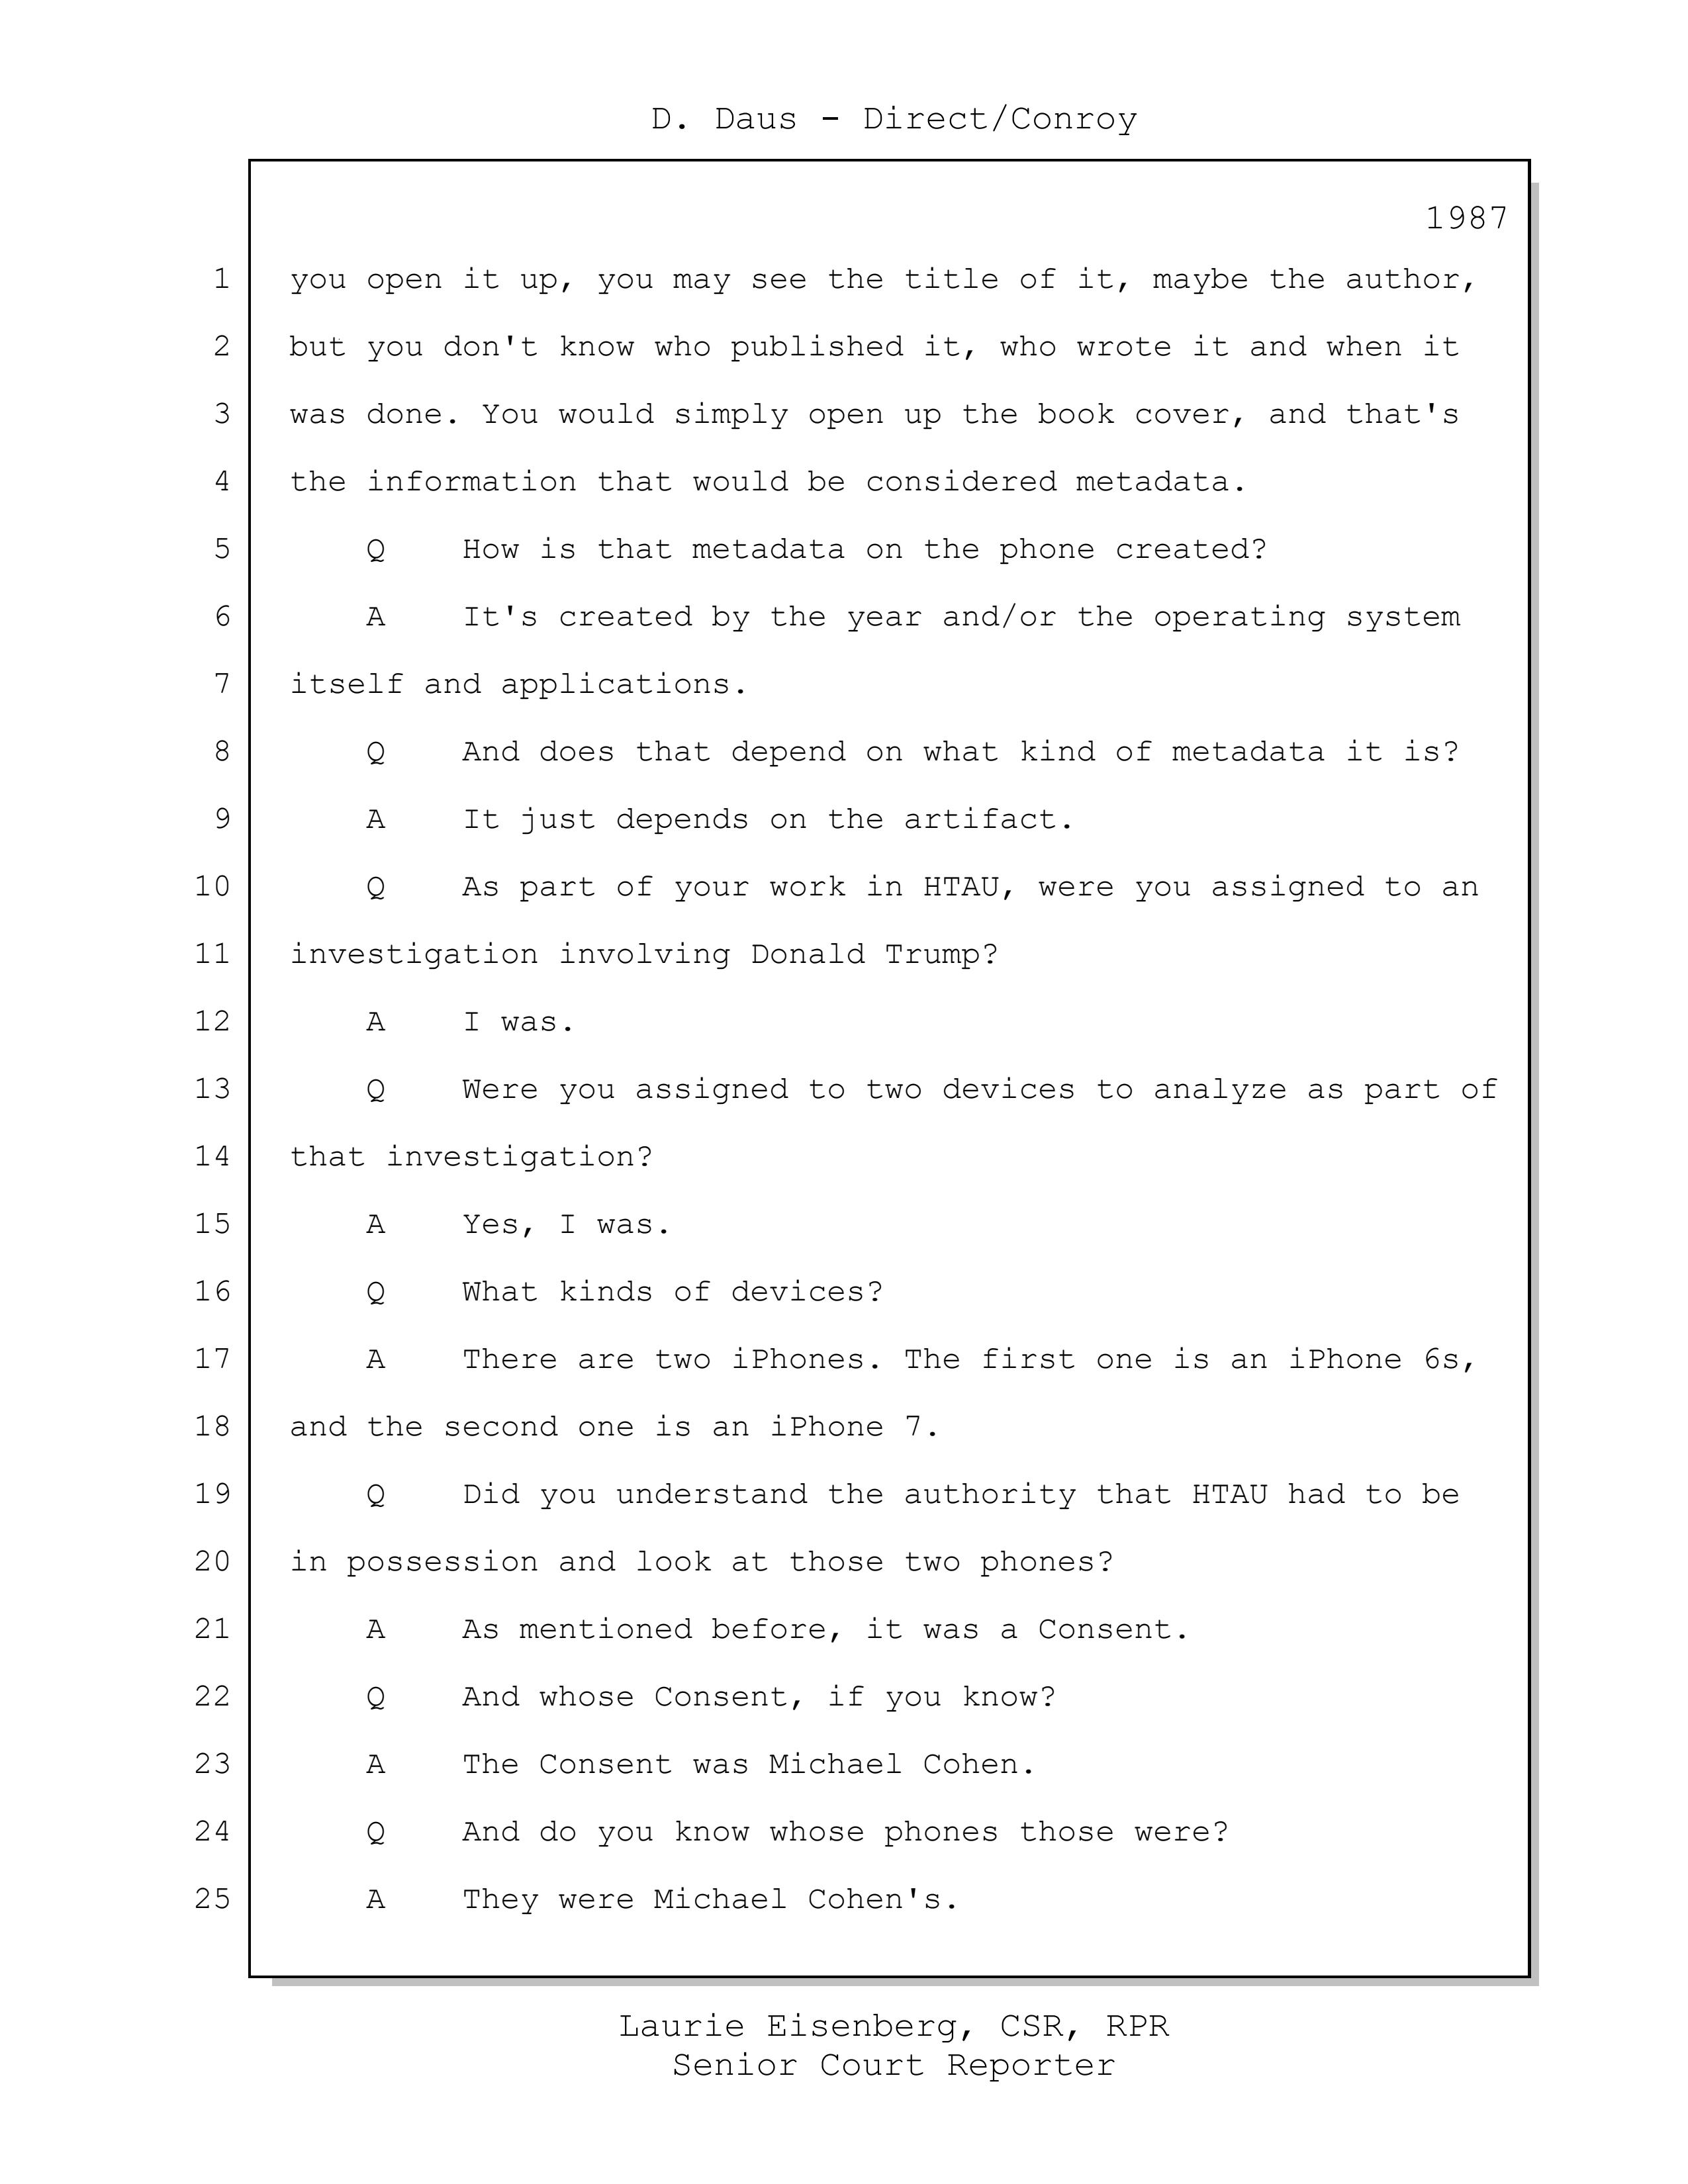 D. Daus - Direct/Conroy
1987
1 you open it up, you may see the title of it, maybe the author,
2 but you don't know who published it, who wrote it and when it
3 was done. You would simply open up the book cover, and that's
4 the information that would be considered metadata.
5 Q How is that metadata on the phone created?
6 A It's created by the year and/or the operating system
7 itself and applications.
8 Q And does that depend on what kind of metadata it is?
9 A It just depends on the artifact.
10 Q As part of your work in HTAU, were you assigned to an
11 investigation involving Donald Trump?
12 A I was.
13 Q Were you assigned to two devices to analyze as part of
14 that investigation?
15 A Yes, I was.
16 Q What kinds of devices?
17 A There are two iPhones. The first one is an iPhone 6s,
18 and the second one is an iPhone 7.
19 Q Did you understand the authority that HTAU had to be
20 in possession and look at those two phones?
21 A As mentioned before, it was a Consent.
22 Q And whose Consent, if you know?
23 A The Consent was Michael Cohen.
24 Q And do you know whose phones those were?
25 A They were Michael Cohen's.
Laurie Eisenberg, CSR, RPR
Senior Court Reporter